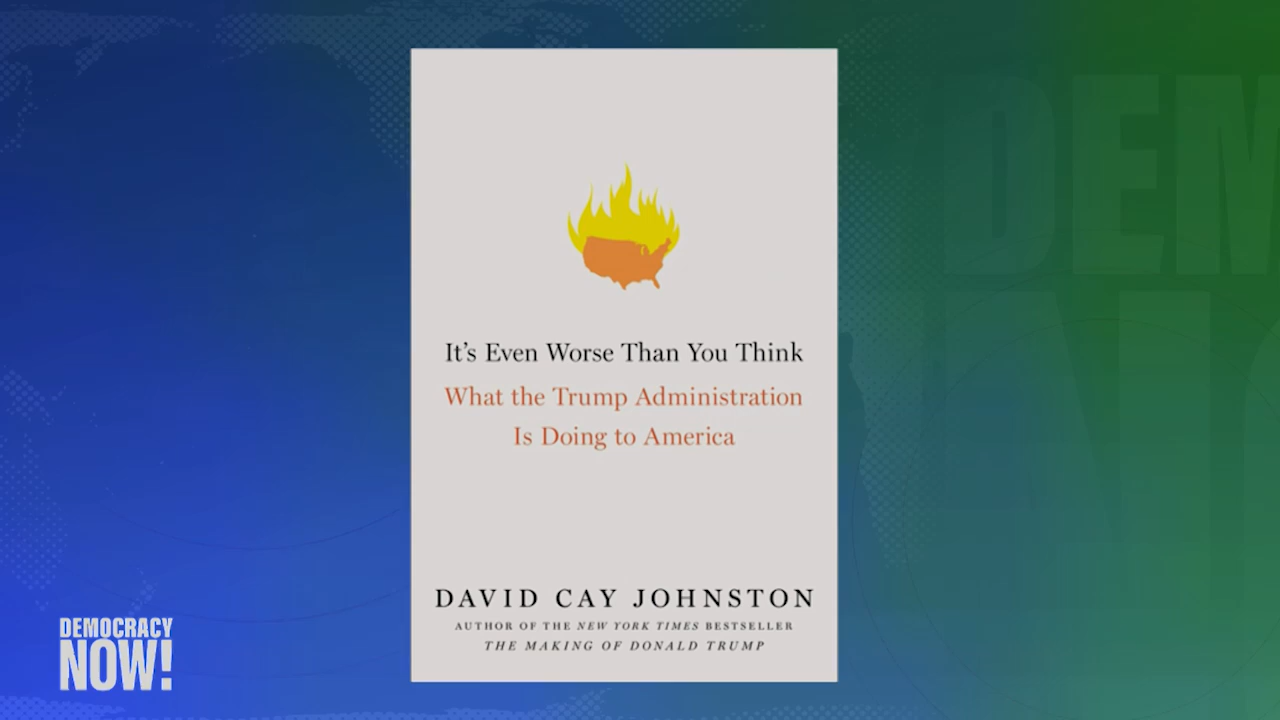 It's Even Worse Than You Think
What the Trump Administration
Is Doing to America
DAVID CAY JOHNSTON
AUTHOR OF THE NEW YORK TIMES BESTSELLER
THE MAKING OF DONALD TRUMP
DEMOCRACY
NOW!
DEM